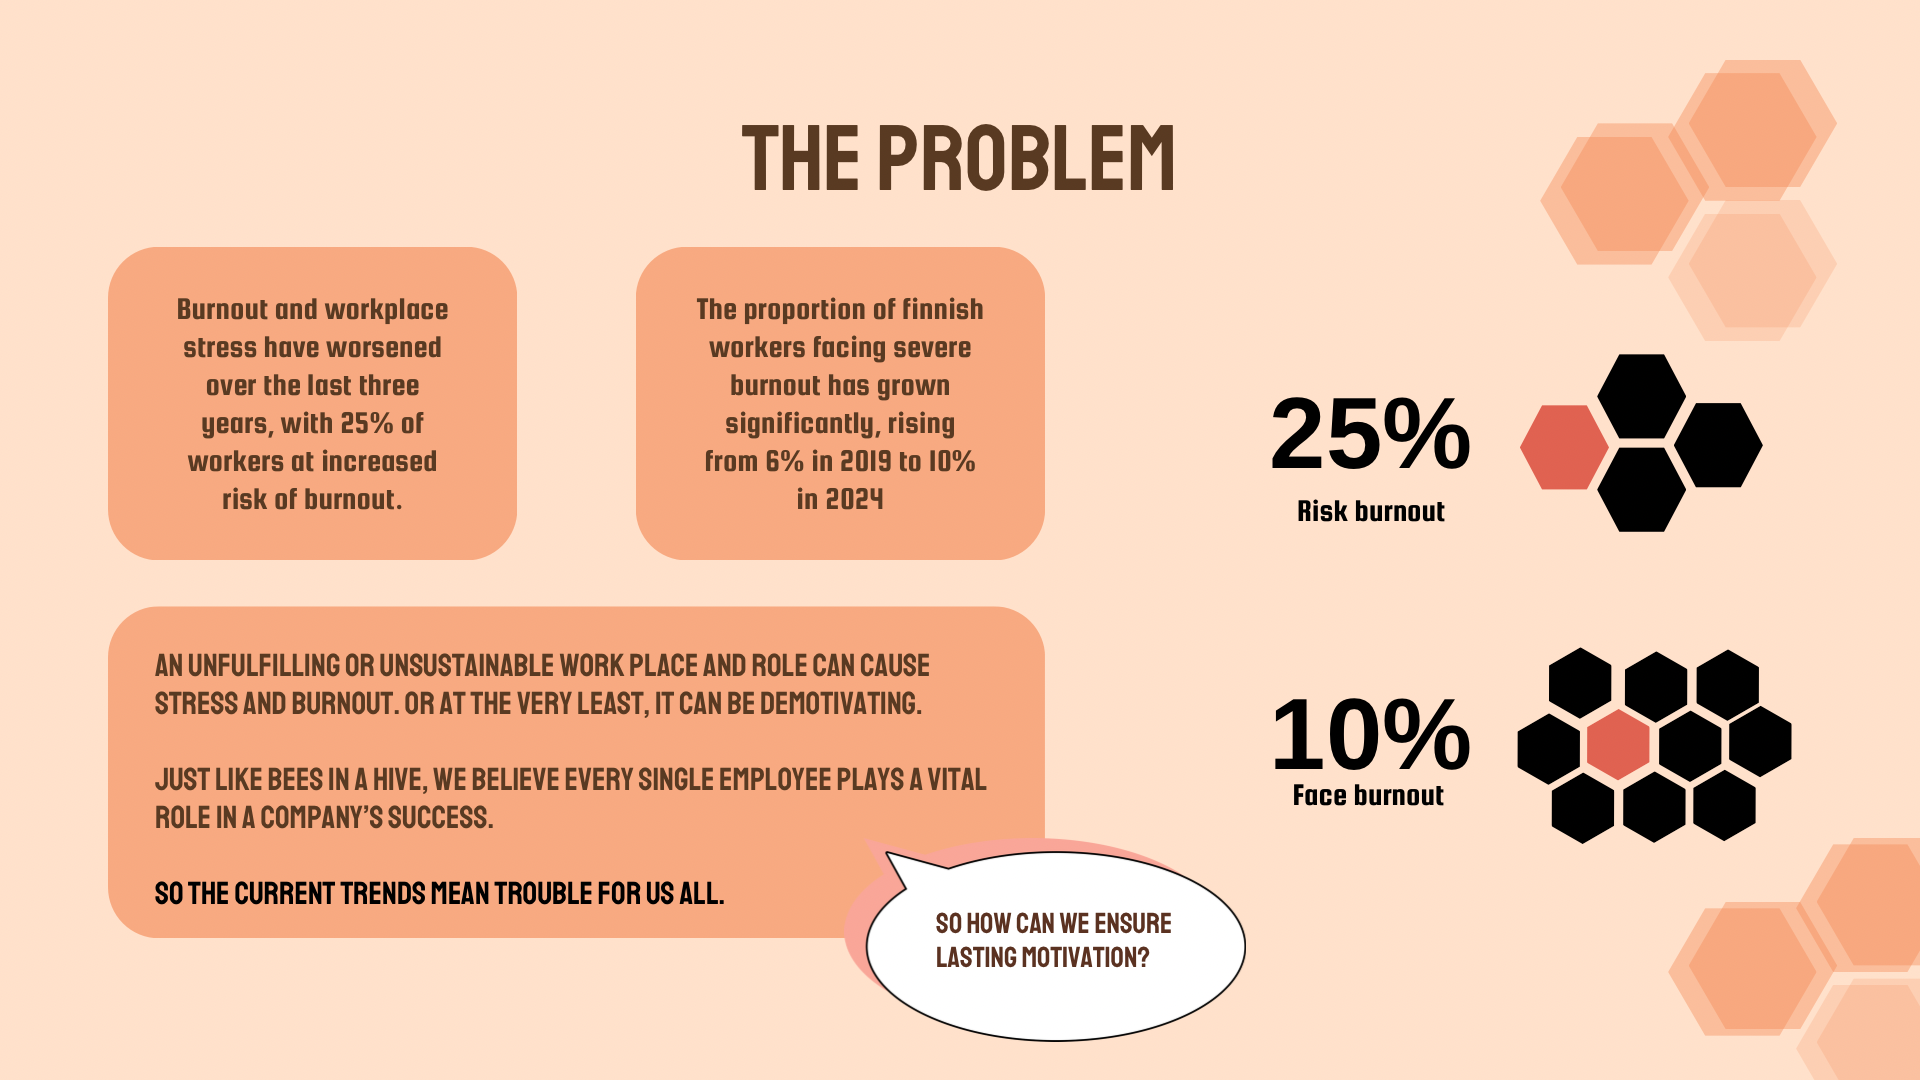 THE PROBLEM
Burnout and workplace
stress have worsened
over the last three
years, with 25% of
workers at increased
risk of burnout.
The proportion of finnish
workers facing severe
burnout has grown
significantly, rising
from 6% in 2019 to 10%
in 2024
25%
Risk burnout
AN UNFULFILLING OR UNSUSTAINABLE WORK PLACE AND ROLE CAN CAUSE
STRESS AND BURNOUT. OR AT THE VERY LEAST, IT CAN BE DEMOTIVATING.
JUST LIKE BEES IN A HIVE, WE BELIEVE EVERY SINGLE EMPLOYEE PLAYS A VITAL
ROLE IN A COMPANY’S SUCCESS.
SO THE CURRENT TRENDS MEAN TROUBLE FOR US ALL.
10%
Face burnout
SO HOW CAN WE ENSURE
LASTING MOTIVATION?